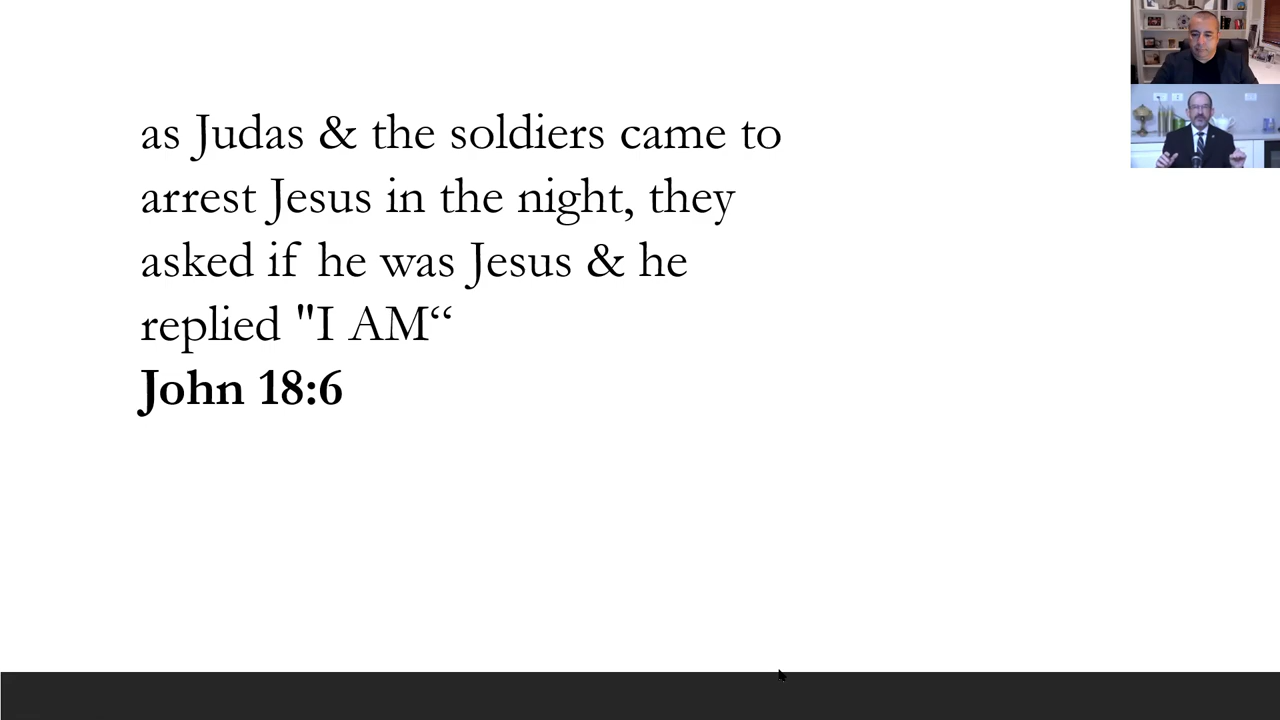 as Judas & the soldiers came to
arrest Jesus in the night, they
asked if he was Jesus & he
replied "I AM“
John 18:6